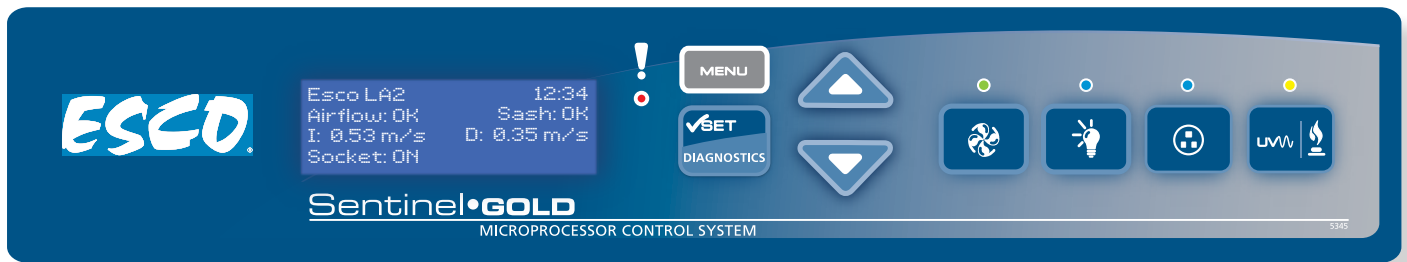 ESCO.
Esco LA2 12:34
Airflow: OK Sash: OK
I: 0.53 m/s D: 0.35 m/s
Socket: ON
Sentinel•GOLD
MICROPROCESSOR CONTROL SYSTEM
!
MENU
✓SET
DIAGNOSTICS
UV
5345